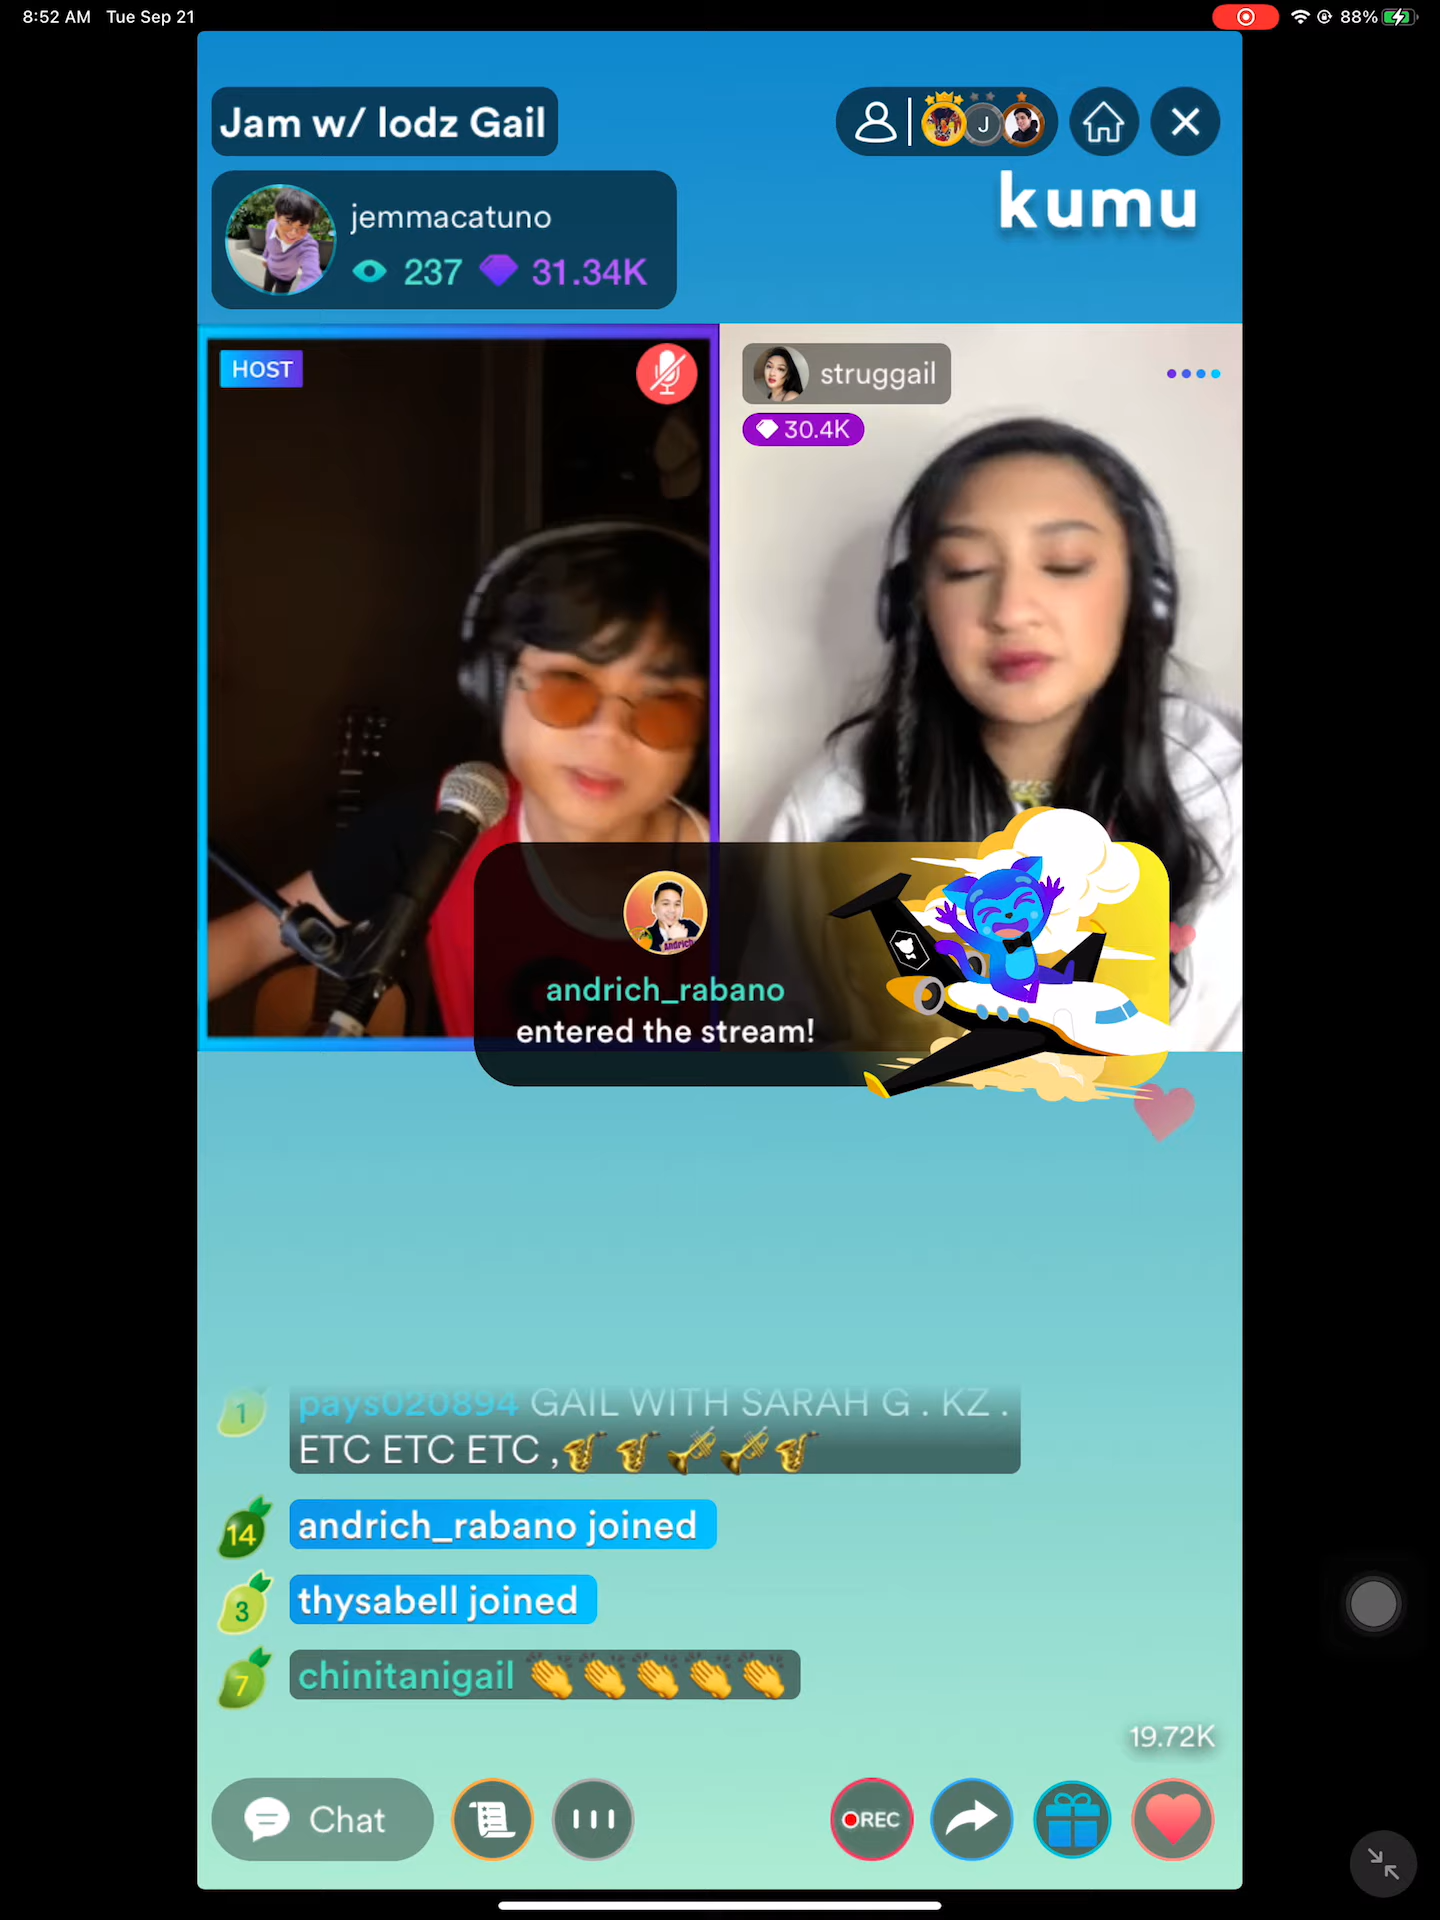 8:52 AM Tue Sep 21
88%
Jam w/ lodz Gail
J
jemmacatuno
237 31.34K
kumu
HOST
struggail
30.4K
Andrich
andrich_rabano
entered the stream!
1 pays020894 GAIL WITH SARAH G . KZ .
ETC ETC ETC ,🎷🎷🎺🎺🎷
14 andrich_rabano joined
3 thysabell joined
7 chinitanigail 👏👏👏👏👏
19.72K
Chat
REC